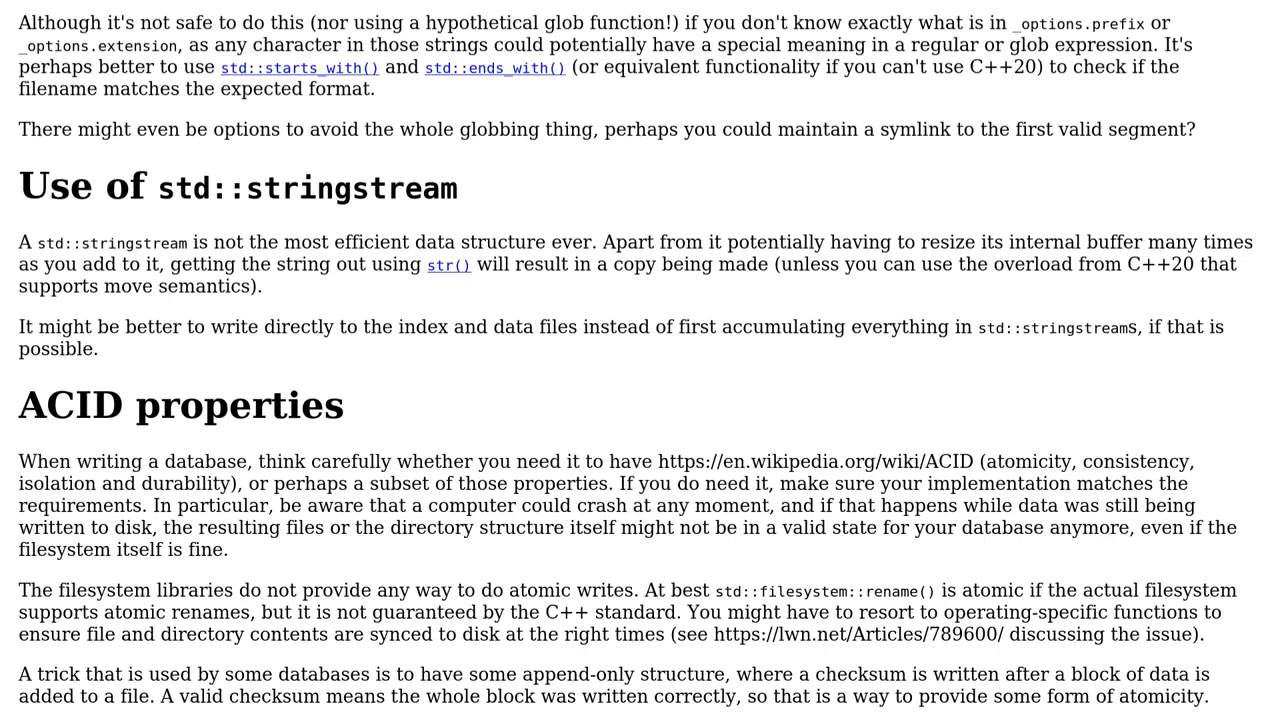 Although it's not safe to do this (nor using a hypothetical glob function!) if you don't know exactly what is in _options.prefix or
_options.extension, as any character in those strings could potentially have a special meaning in a regular or glob expression. It's
perhaps better to use std::starts_with() and std::ends_with() (or equivalent functionality if you can't use C++20) to check if the
filename matches the expected format.
There might even be options to avoid the whole globbing thing, perhaps you could maintain a symlink to the first valid segment?
Use of std::stringstream
A std::stringstream is not the most efficient data structure ever. Apart from it potentially having to resize its internal buffer many times
as you add to it, getting the string out using str() will result in a copy being made (unless you can use the overload from C++20 that
supports move semantics).
It might be better to write directly to the index and data files instead of first accumulating everything in std::stringstreams, if that is
possible.
ACID properties
When writing a database, think carefully whether you need it to have https://en.wikipedia.org/wiki/ACID (atomicity, consistency,
isolation and durability), or perhaps a subset of those properties. If you do need it, make sure your implementation matches the
requirements. In particular, be aware that a computer could crash at any moment, and if that happens while data was still being
written to disk, the resulting files or the directory structure itself might not be in a valid state for your database anymore, even if the
filesystem itself is fine.
The filesystem libraries do not provide any way to do atomic writes. At best std::filesystem::rename() is atomic if the actual filesystem
supports atomic renames, but it is not guaranteed by the C++ standard. You might have to resort to operating-specific functions to
ensure file and directory contents are synced to disk at the right times (see https://lwn.net/Articles/789600/ discussing the issue).
A trick that is used by some databases is to have some append-only structure, where a checksum is written after a block of data is
added to a file. A valid checksum means the whole block was written correctly, so that is a way to provide some form of atomicity.